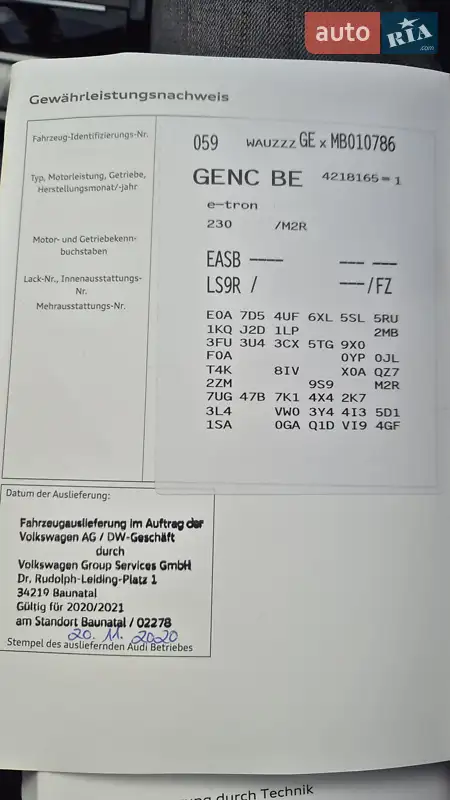 auto RIA .com
Gewährleistungsnachweis
Fahrzeug-Identifizierungs-Nr.
059 WAUZZZ GE x MB010786
Typ, Motorleistung, Getriebe,
Herstellungsmonat/-jahr
GENC BE 4218165 = 1
e-tron
230 /M2R
Motor- und Getriebekenn-
buchstaben
EASB ---- --- ---
Lack-Nr., Innenausstattungs-
Nr.
LS9R / ---/FZ
Mehrausstattungs-Nr.
E0A 7D5 4UF 6XL 5SL 5RU
1KQ J2D 1LP 2MB
3FU 3U4 3CX 5TG 9X0
F0A 0YP 0JL
T4K 8IV X0A QZ7
2ZM 9S9 M2R
7UG 47B 7K1 4X4 2K7
3L4 VW0 3Y4 4I3 5D1
1SA 0GA Q1D VI9 4GF
Datum der Auslieferung:
Fahrzeugauslieferung im Auftrag der
Volkswagen AG / DW-Geschäft
durch
Volkswagen Group Services GmbH
Dr. Rudolph-Leiding-Platz 1
34219 Baunatal
Gültig für 2020/2021
am Standort Baunatal / 02278
20. 11. 2020
Stempel des ausliefernden Audi Betriebes
durch Technik